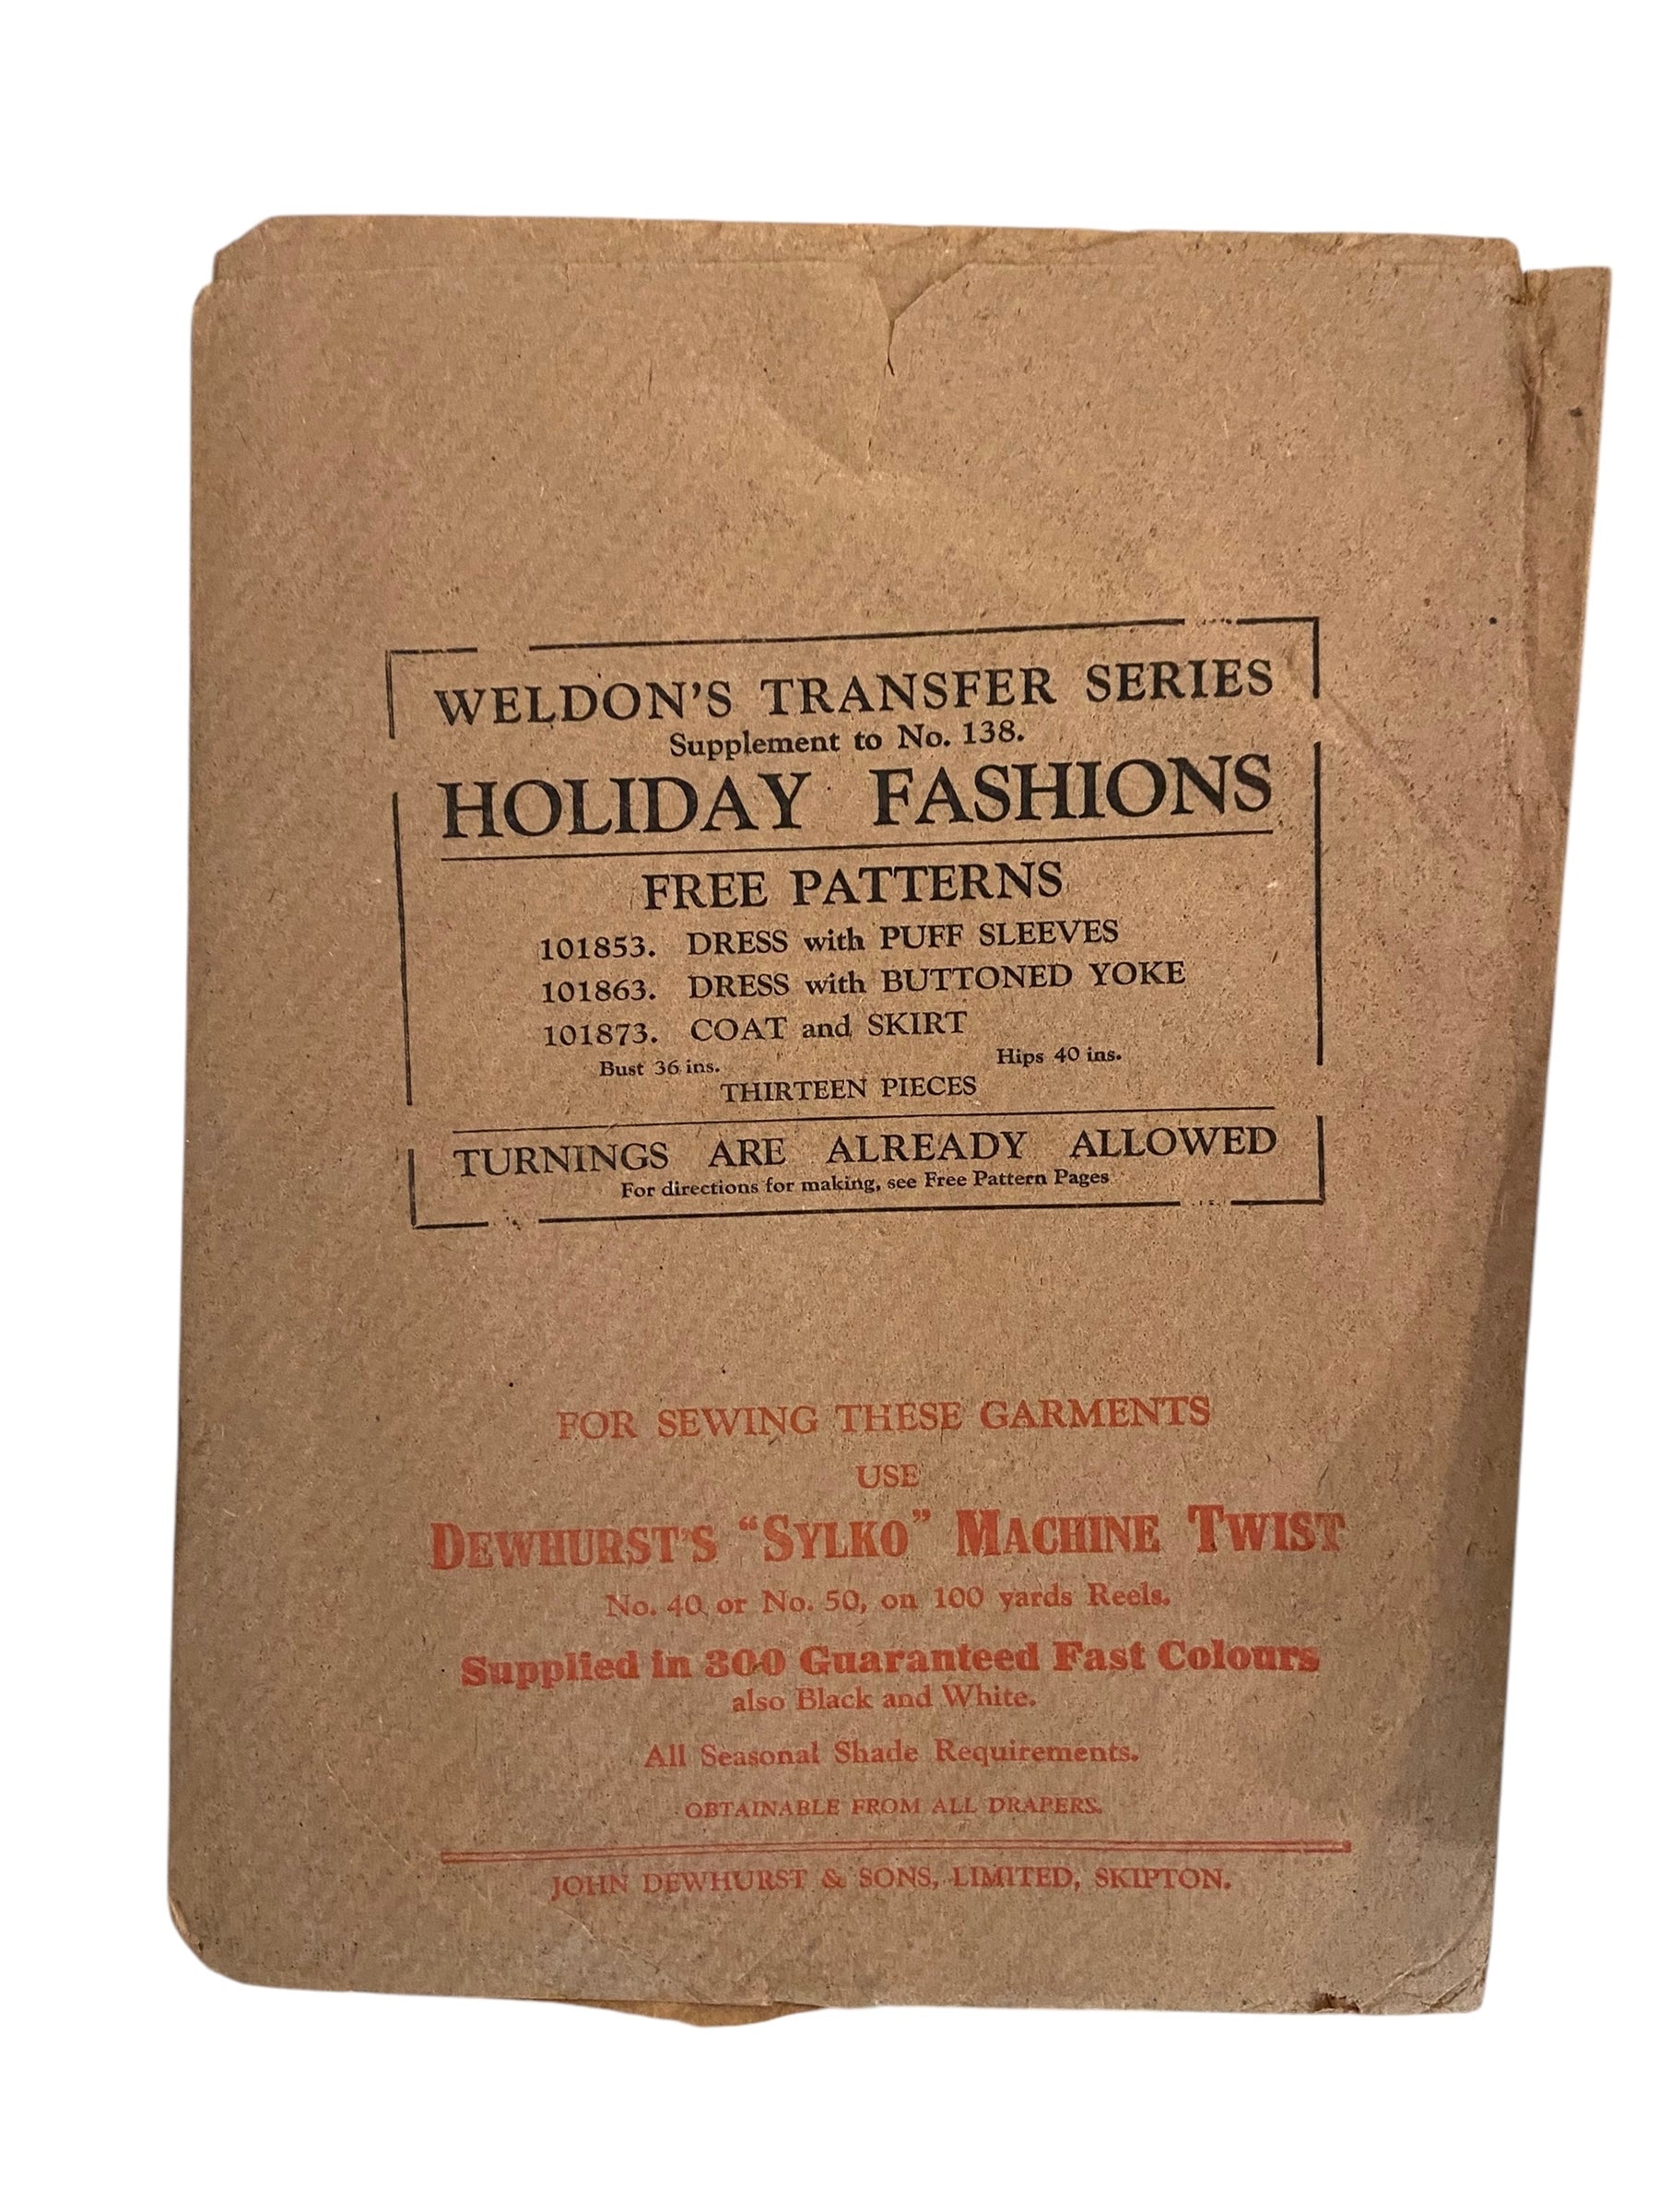 WELDON'S TRANSFER SERIES
Supplement to No. 138.
HOLIDAY FASHIONS
FREE PATTERNS
101853. DRESS with PUFF SLEEVES
101863. DRESS with BUTTONED YOKE
101873. COAT and SKIRT
Bust 36 ins. Hips 40 ins.
THIRTEEN PIECES
TURNINGS ARE ALREADY ALLOWED
For directions for making, see Free Pattern Pages
FOR SEWING THESE GARMENTS
USE
DEWHURST'S "SYLKO" MACHINE TWIST
No. 40 or No. 50, on 100 yards Reels.
Supplied in 300 Guaranteed Fast Colours
also Black and White.
All Seasonal Shade Requirements.
OBTAINABLE FROM ALL DRAPERS.
JOHN DEWHURST & SONS, LIMITED, SKIPTON.